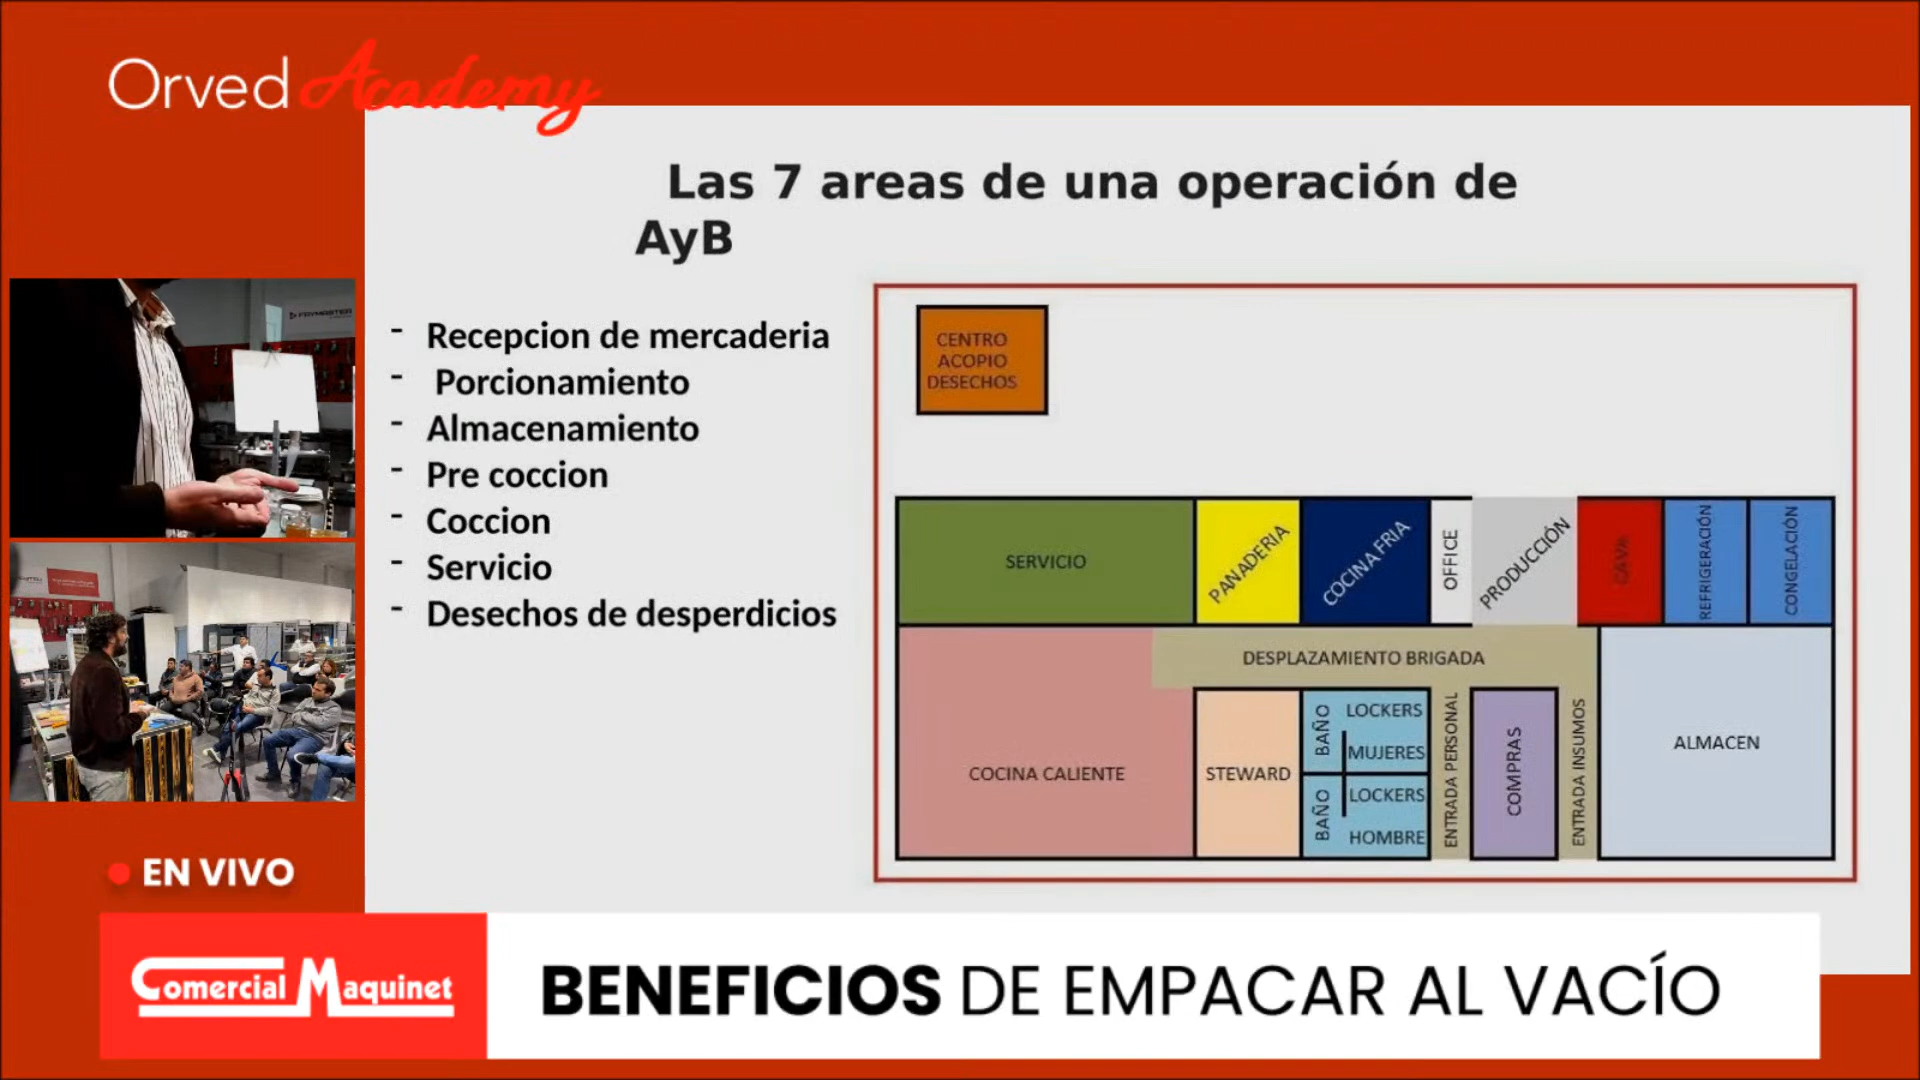 Orved Academy
Las 7 areas de una operación de
AyB
- Recepcion de mercaderia
- Porcionamiento
- Almacenamiento
- Pre coccion
- Coccion
- Servicio
- Desechos de desperdicios
CENTRO
ACOPIO
DESECHOS
SERVICIO
PANADERIA
COCINA FRIA
OFFICE
PRODUCCIÓN
CAVA
REFRIGERACIÓN
CONGELACIÓN
DESPLAZAMIENTO BRIGADA
COCINA CALIENTE
STEWARD
BAÑO
LOCKERS
MUJERES
BAÑO
LOCKERS
HOMBRE
ENTRADA PERSONAL
COMPRAS
ENTRADA INSUMOS
ALMACEN
FRYMASTER
EN VIVO
Comercial Maquinet
BENEFICIOS DE EMPACAR AL VACÍO